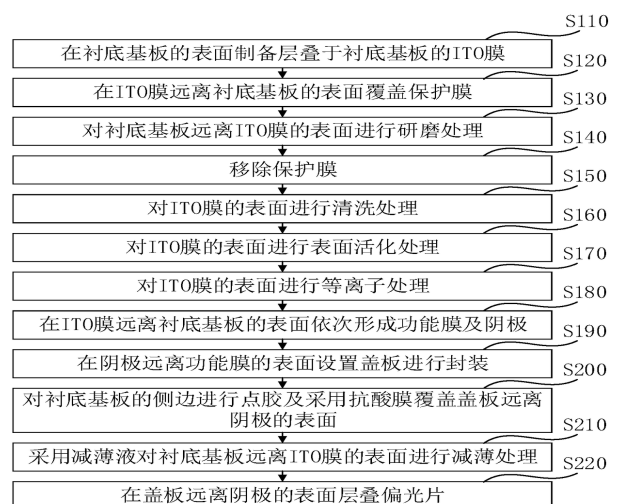 S110
在衬底基板的表面制备层叠于衬底基板的ITO膜
S120
在ITO膜远离衬底基板的表面覆盖保护膜
S130
对衬底基板远离ITO膜的表面进行研磨处理
S140
移除保护膜
S150
对ITO膜的表面进行清洗处理
S160
对ITO膜的表面进行表面活化处理
S170
对ITO膜的表面进行等离子处理
S180
在ITO膜远离衬底基板的表面依次形成功能膜及阴极
S190
在阴极远离功能膜的表面设置盖板进行封装
S200
对衬底基板的侧边进行点胶及采用抗酸膜覆盖盖板远离
阴极的表面
S210
采用减薄液对衬底基板远离ITO膜的表面进行减薄处理
S220
在盖板远离阴极的表面层叠偏光片